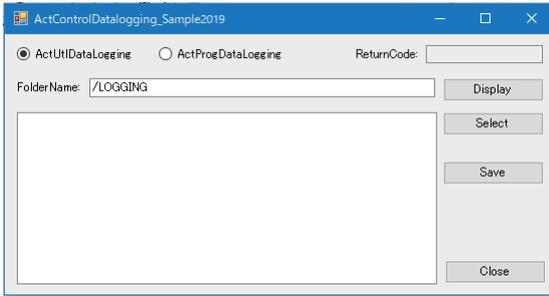 ActControlDatalogging_Sample2019
ActUtlDataLogging ActProgDataLogging ReturnCode:
FolderName: /LOGGING Display
Select
Save
Close